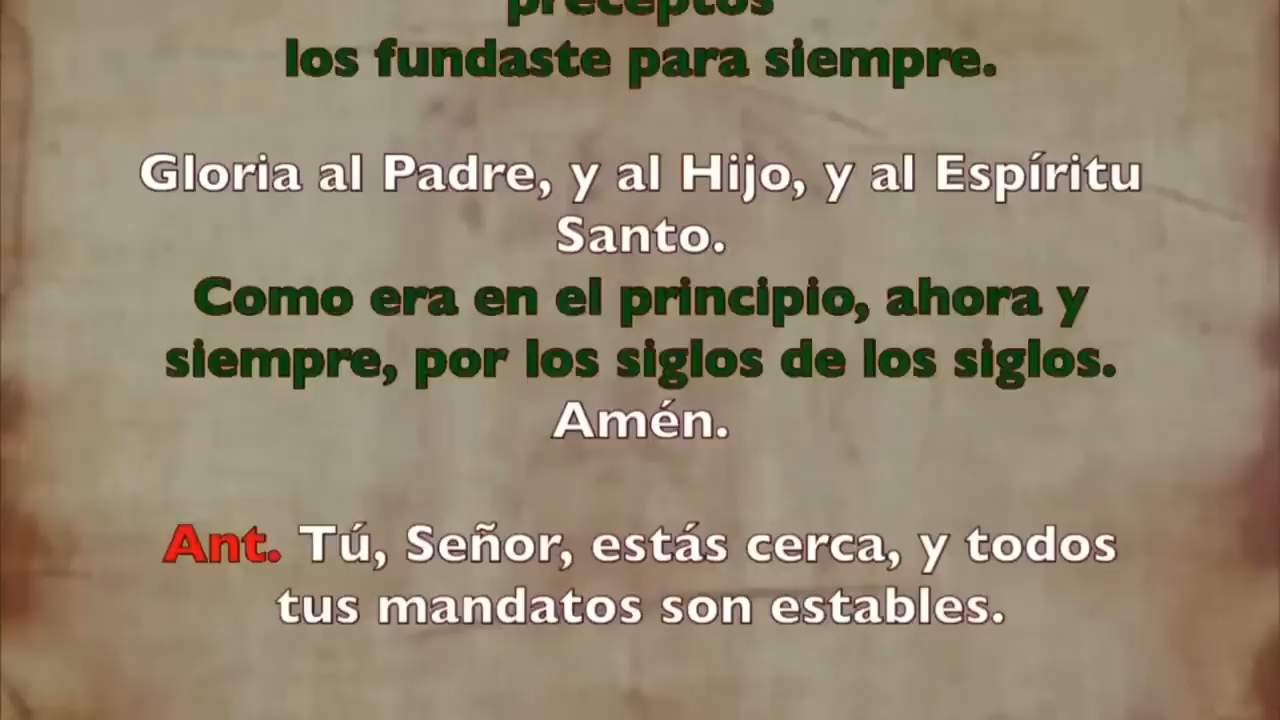 preceptos
los fundaste para siempre.
Gloria al Padre, y al Hijo, y al Espíritu
Santo.
Como era en el principio, ahora y
siempre, por los siglos de los siglos.
Amén.
Ant. Tú, Señor, estás cerca, y todos
tus mandatos son estables.